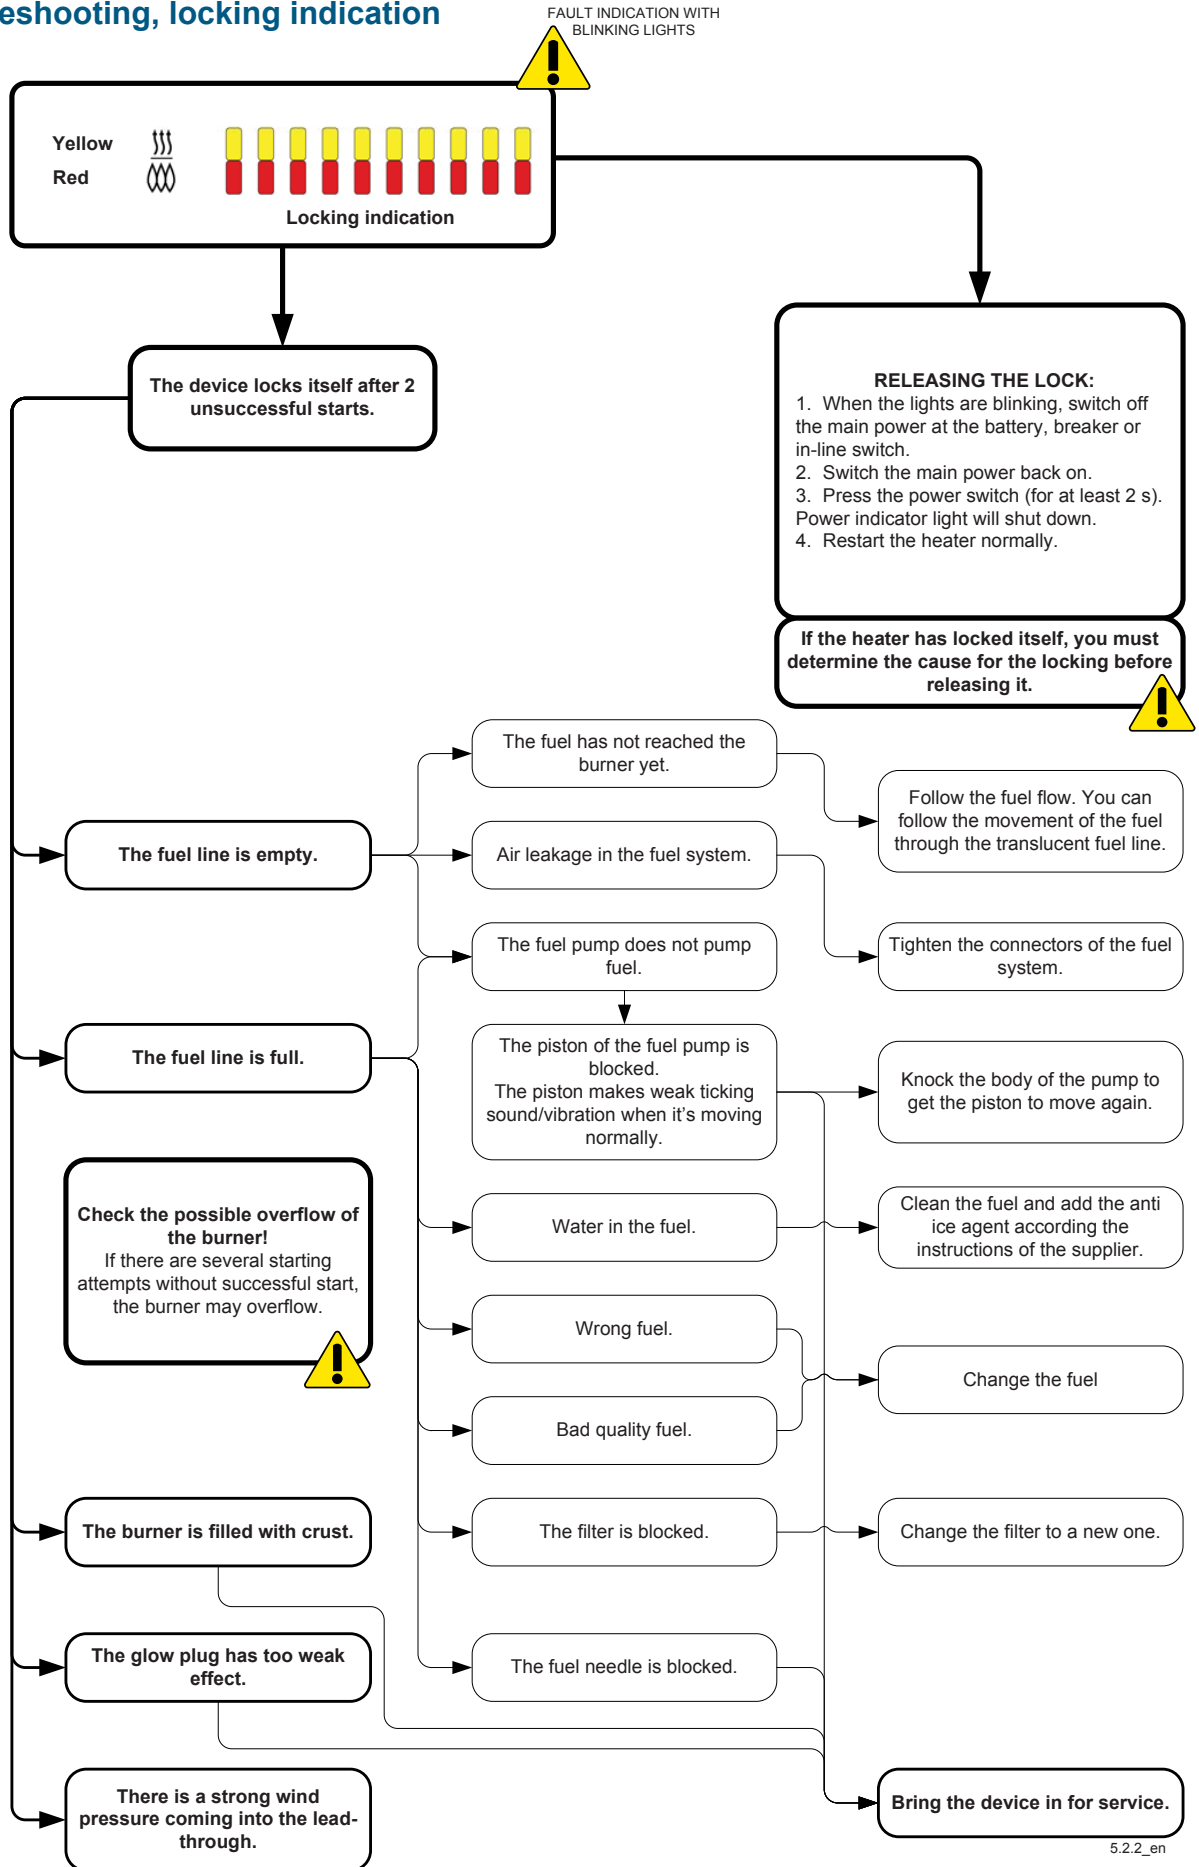 eshooting, locking indication
FAULT INDICATION WITH
BLINKING LIGHTS
Yellow
Red
Locking indication
The device locks itself after 2
unsuccessful starts.
RELEASING THE LOCK:
1. When the lights are blinking, switch off
the main power at the battery, breaker or
in-line switch.
2. Switch the main power back on.
3. Press the power switch (for at least 2 s).
Power indicator light will shut down.
4. Restart the heater normally.
If the heater has locked itself, you must
determine the cause for the locking before
releasing it.
The fuel has not reached the
burner yet.
Follow the fuel flow. You can
follow the movement of the fuel
through the translucent fuel line.
The fuel line is empty.
Air leakage in the fuel system.
The fuel pump does not pump
fuel.
Tighten the connectors of the fuel
system.
The fuel line is full.
The piston of the fuel pump is
blocked.
The piston makes weak ticking
sound/vibration when it's moving
normally.
Knock the body of the pump to
get the piston to move again.
Check the possible overflow of
the burner!
If there are several starting
attempts without successful start,
the burner may overflow.
Water in the fuel.
Clean the fuel and add the anti
ice agent according the
instructions of the supplier.
Wrong fuel.
Change the fuel
Bad quality fuel.
The burner is filled with crust.
The filter is blocked.
Change the filter to a new one.
The glow plug has too weak
effect.
The fuel needle is blocked.
There is a strong wind
pressure coming into the lead-
through.
Bring the device in for service.
5.2.2_en